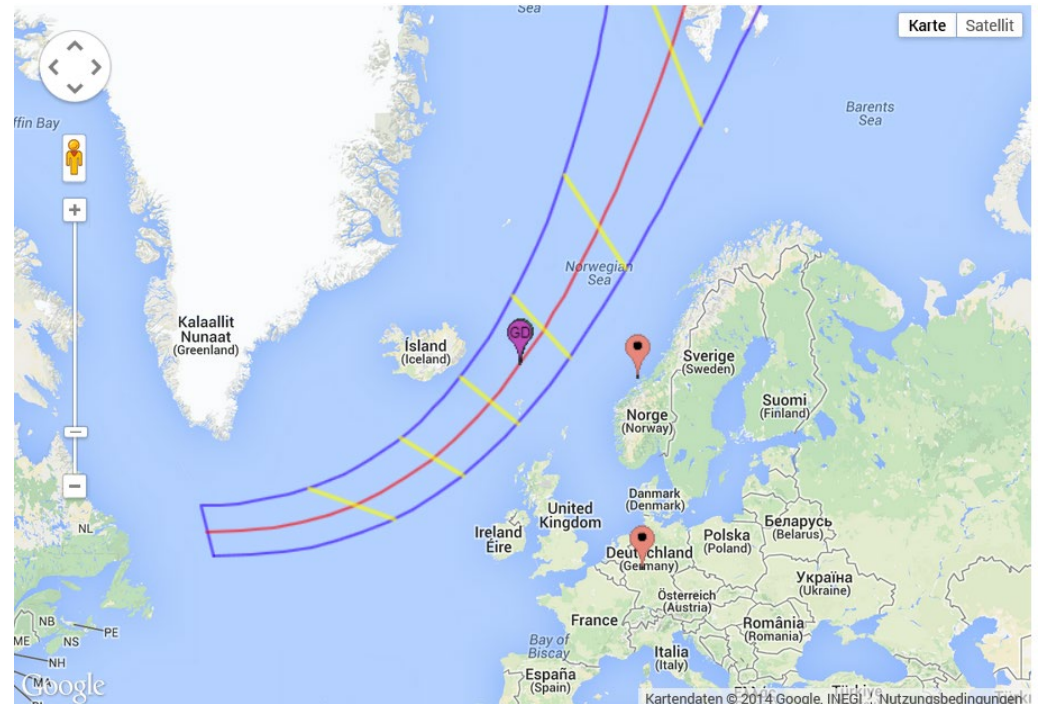 Sea
Karte
Satellit
ffin Bay
Barents
Sea
Norwegian
Sea
Kalaallit
Nunaat
(Greenland)
Ísland
(Iceland)
GD
Sverige
(Sweden)
Suomi
(Finland)
Norge
(Norway)
NL
Danmark
(Denmark)
United
Kingdom
Ireland
Éire
Беларусь
(Belarus)
Polska
(Poland)
Deutschland
(Germany)
Україна
(Ukraine)
Österreich
(Austria)
France
România
(Romania)
NB
PE
ME
NS
NH
MA
Bay of
Biscay
Italia
(Italy)
España
(Spain)
Google
Kartendaten © 2014 Google, INEGI
Nutzungsbedingungen